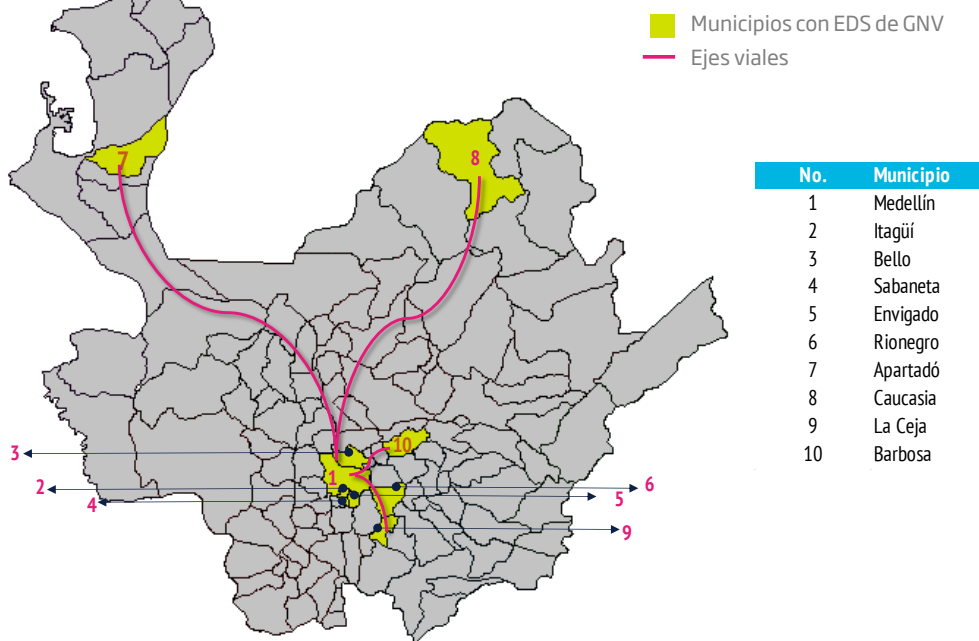 Municipios con EDS de GNV
Ejes viales
7
8
3
10
1
2
6
4
5
9
No. Municipio
1 Medellín
2 Itagüí
3 Bello
4 Sabaneta
5 Envigado
6 Rionegro
7 Apartadó
8 Caucasia
9 La Ceja
10 Barbosa